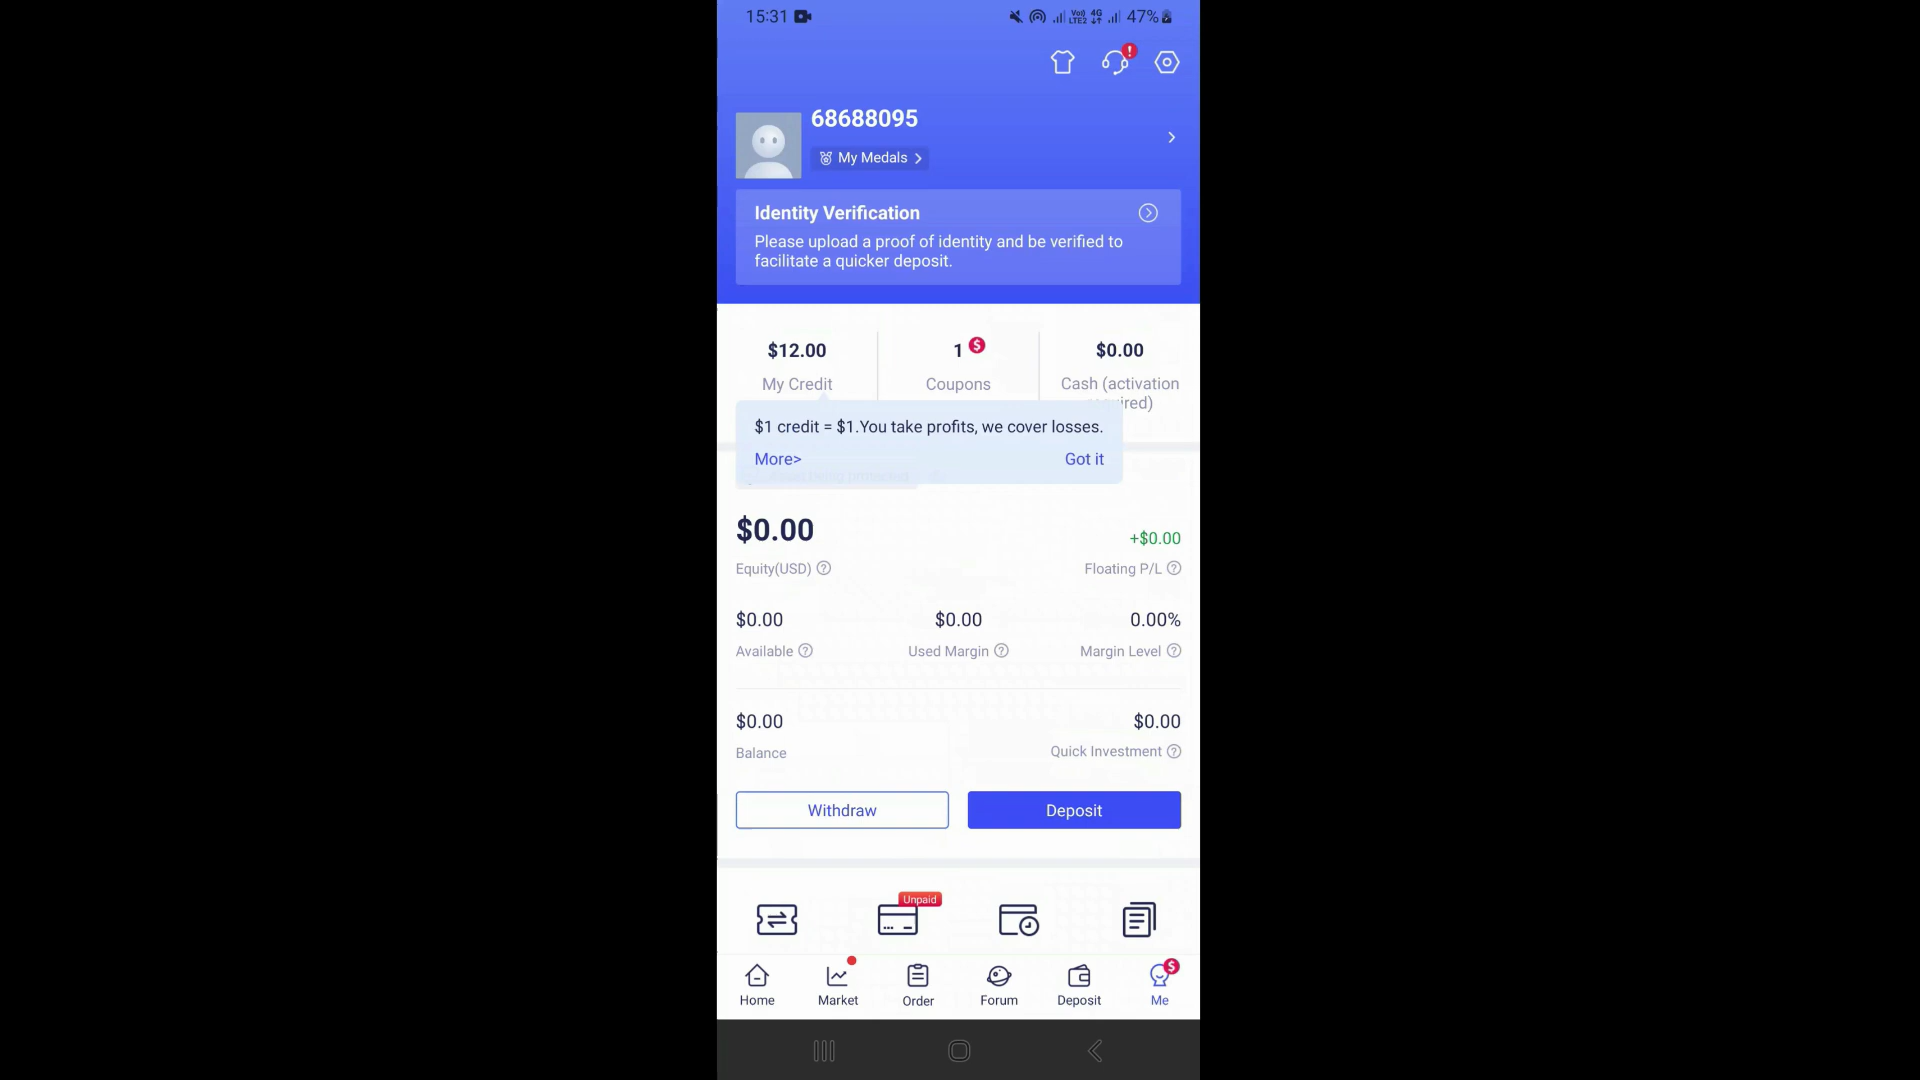 15:31
Vo)) 4G
LTE2
47%
!
68688095
My Medals
Identity Verification
Please upload a proof of identity and be verified to
facilitate a quicker deposit.
$12.00
1 $
$0.00
My Credit
Coupons
Cash (activation
$1 credit = $1.You take profits, we cover losses.
More>
Got it
$0.00
+$0.00
Equity(USD) ?
Floating P/L ?
$0.00
$0.00
0.00%
Available ?
Used Margin ?
Margin Level ?
$0.00
$0.00
Balance
Quick Investment ?
Withdraw
Deposit
Unpaid
$
Home
Market
Order
Forum
Deposit
Me